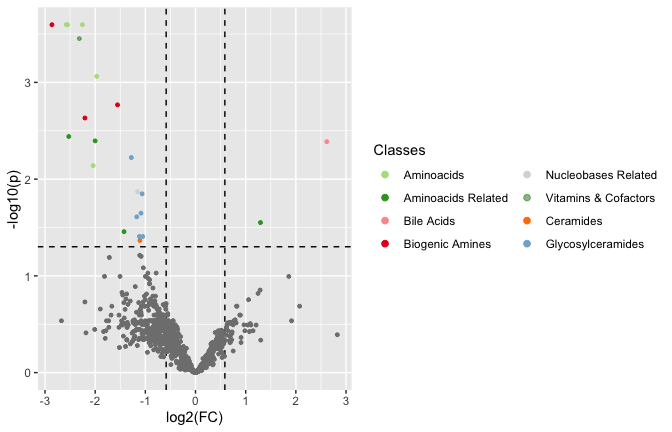 3
2
1
0
-log10(p)
-3
-2
-1
0
1
2
3
log2(FC)
Classes
Aminoacids
Aminoacids Related
Bile Acids
Biogenic Amines
Nucleobases Related
Vitamins & Cofactors
Ceramides
Glycosylceramides